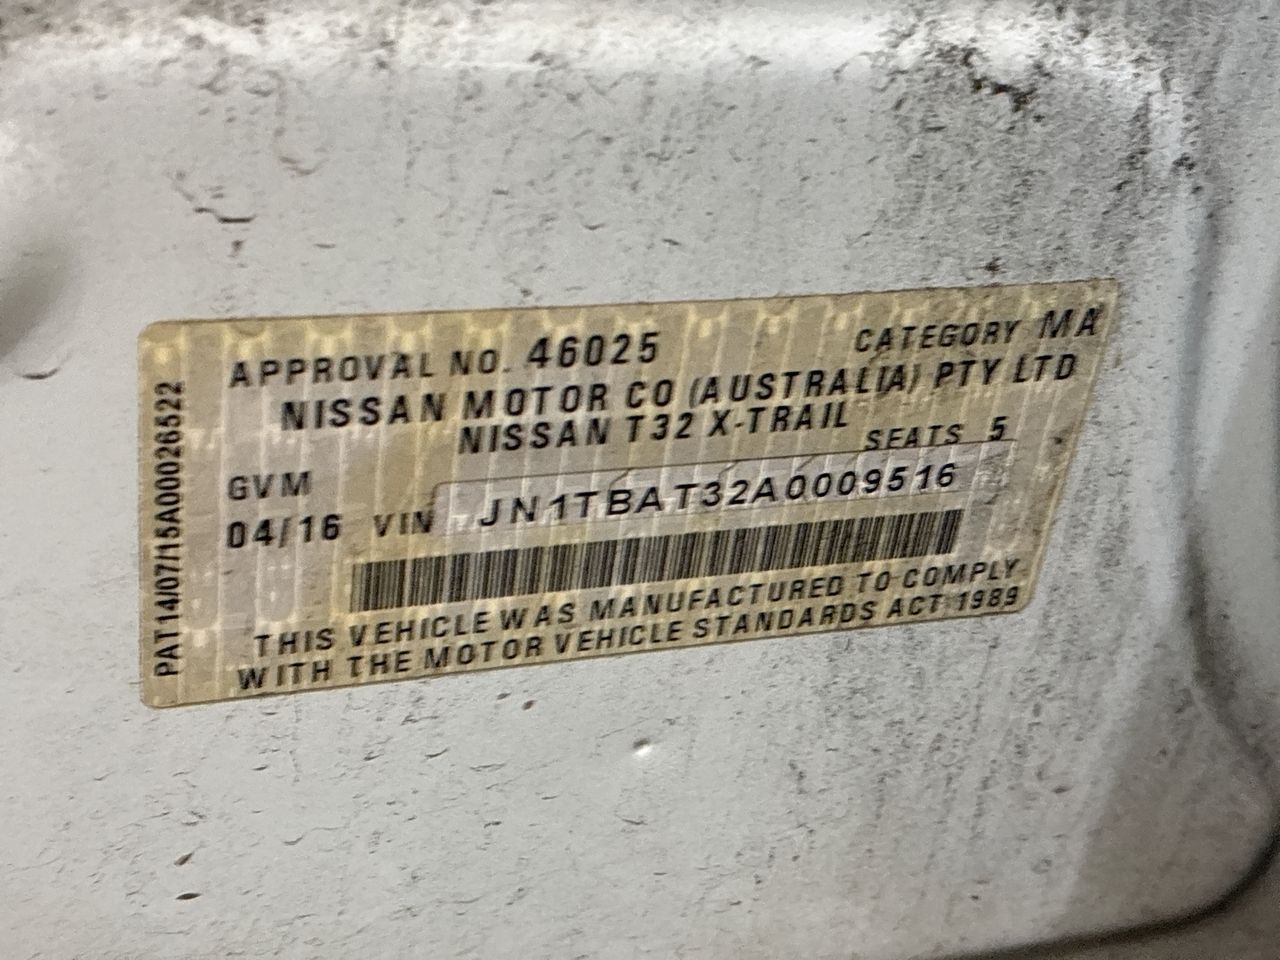 APPROVAL NO. 46025 CATEGORY MA
NISSAN MOTOR CO (AUSTRALIA) PTY LTD
NISSAN T32 X-TRAIL
SEATS 5
GVM
04/16 VIN JN1TBAT32A0009516
THIS VEHICLE WAS MANUFACTURED TO COMPLY
WITH THE MOTOR VEHICLE STANDARDS ACT 1989
PAT14/07/15A00026522